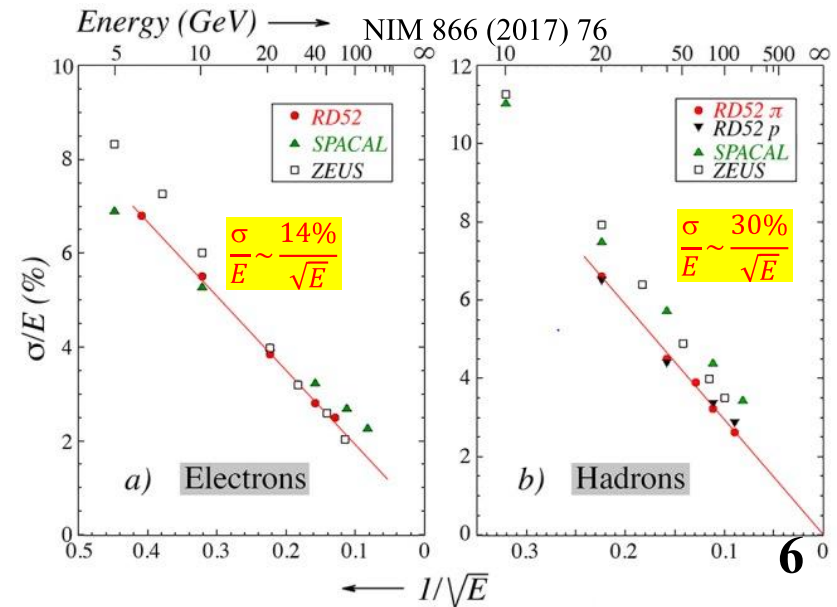 Energy (GeV) ⟶ NIM 866 (2017) 76
5 10 20 40 100 ∞
10 20 50 100 500 ∞
10
8
6
4
2
0
RD52
SPACAL
ZEUS
σ/E ~ 14%/√E
σ/E (%)
a) Electrons
0.5 0.4 0.3 0.2 0.1 0
12
10
8
6
4
2
0
RD52 π
RD52 p
SPACAL
ZEUS
σ/E ~ 30%/√E
b) Hadrons
0.3 0.2 0.1 0
6
⟵ 1/√E